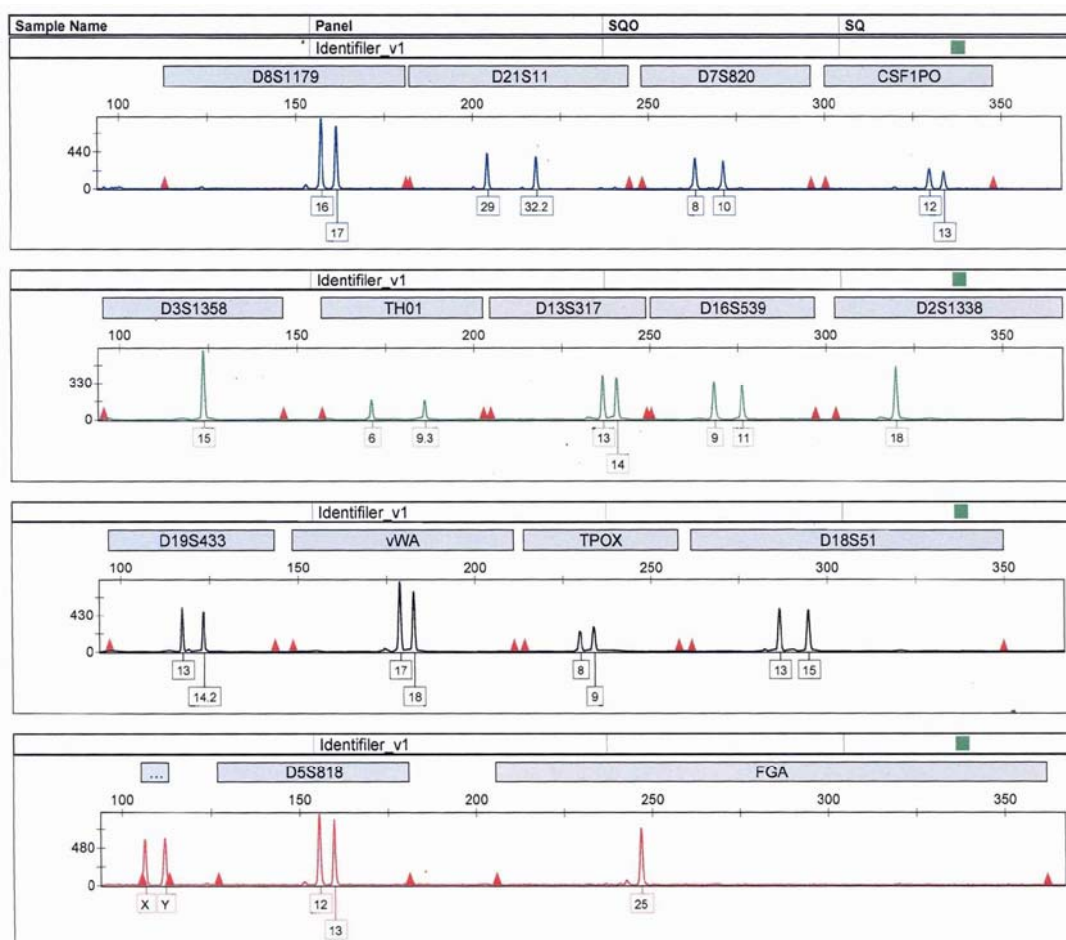 Sample Name Panel SQO SQ
Identifiler_v1
D8S1179 D21S11 D7S820 CSF1PO
100 150 200 250 300 350
440
0
16 29 32.2 8 10 12
17 13
Identifiler_v1
D3S1358 TH01 D13S317 D16S539 D2S1338
100 150 200 250 300 350
330
0
15 6 9.3 13 9 11 18
14
Identifiler_v1
D19S433 vWA TPOX D18S51
100 150 200 250 300 350
430
0
13 17 8 13 15
14.2 18 9
Identifiler_v1
... D5S818 FGA
100 150 200 250 300 350
480
0
X Y 12 25
13